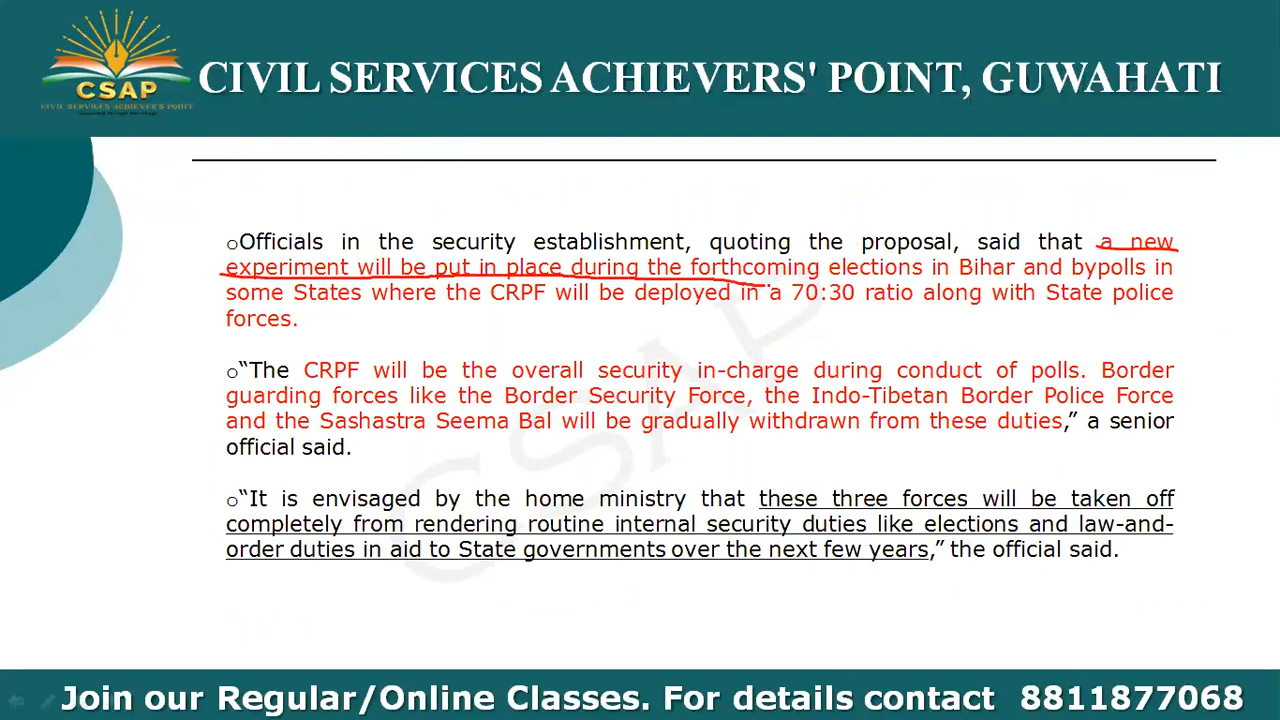 CSAP
CIVIL SERVICES ACHIEVER'S POINT
CIVIL SERVICES ACHIEVERS' POINT, GUWAHATI
oOfficials in the security establishment, quoting the proposal, said that a new
experiment will be put in place during the forthcoming elections in Bihar and bypolls in
some States where the CRPF will be deployed in a 70:30 ratio along with State police
forces.
o“The CRPF will be the overall security in-charge during conduct of polls. Border
guarding forces like the Border Security Force, the Indo-Tibetan Border Police Force
and the Sashastra Seema Bal will be gradually withdrawn from these duties,” a senior
official said.
o“It is envisaged by the home ministry that these three forces will be taken off
completely from rendering routine internal security duties like elections and law-and-
order duties in aid to State governments over the next few years,” the official said.
CSAP
Join our Regular/Online Classes. For details contact 8811877068